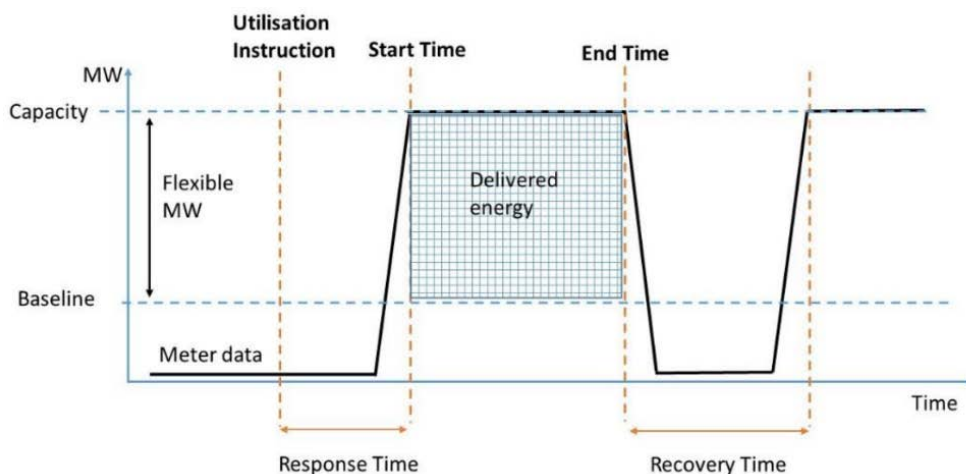 Utilisation
Instruction
Start Time
End Time
MW
Capacity
Flexible
MW
Delivered
energy
Baseline
Meter data
Time
Response Time
Recovery Time